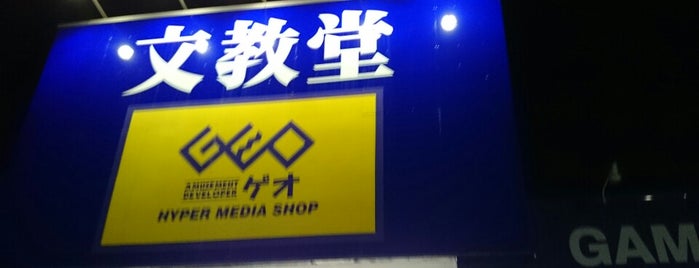 文教堂
GEO
AMUSEMENT
DEVELOPER
ゲオ
HYPER MEDIA SHOP
GAM